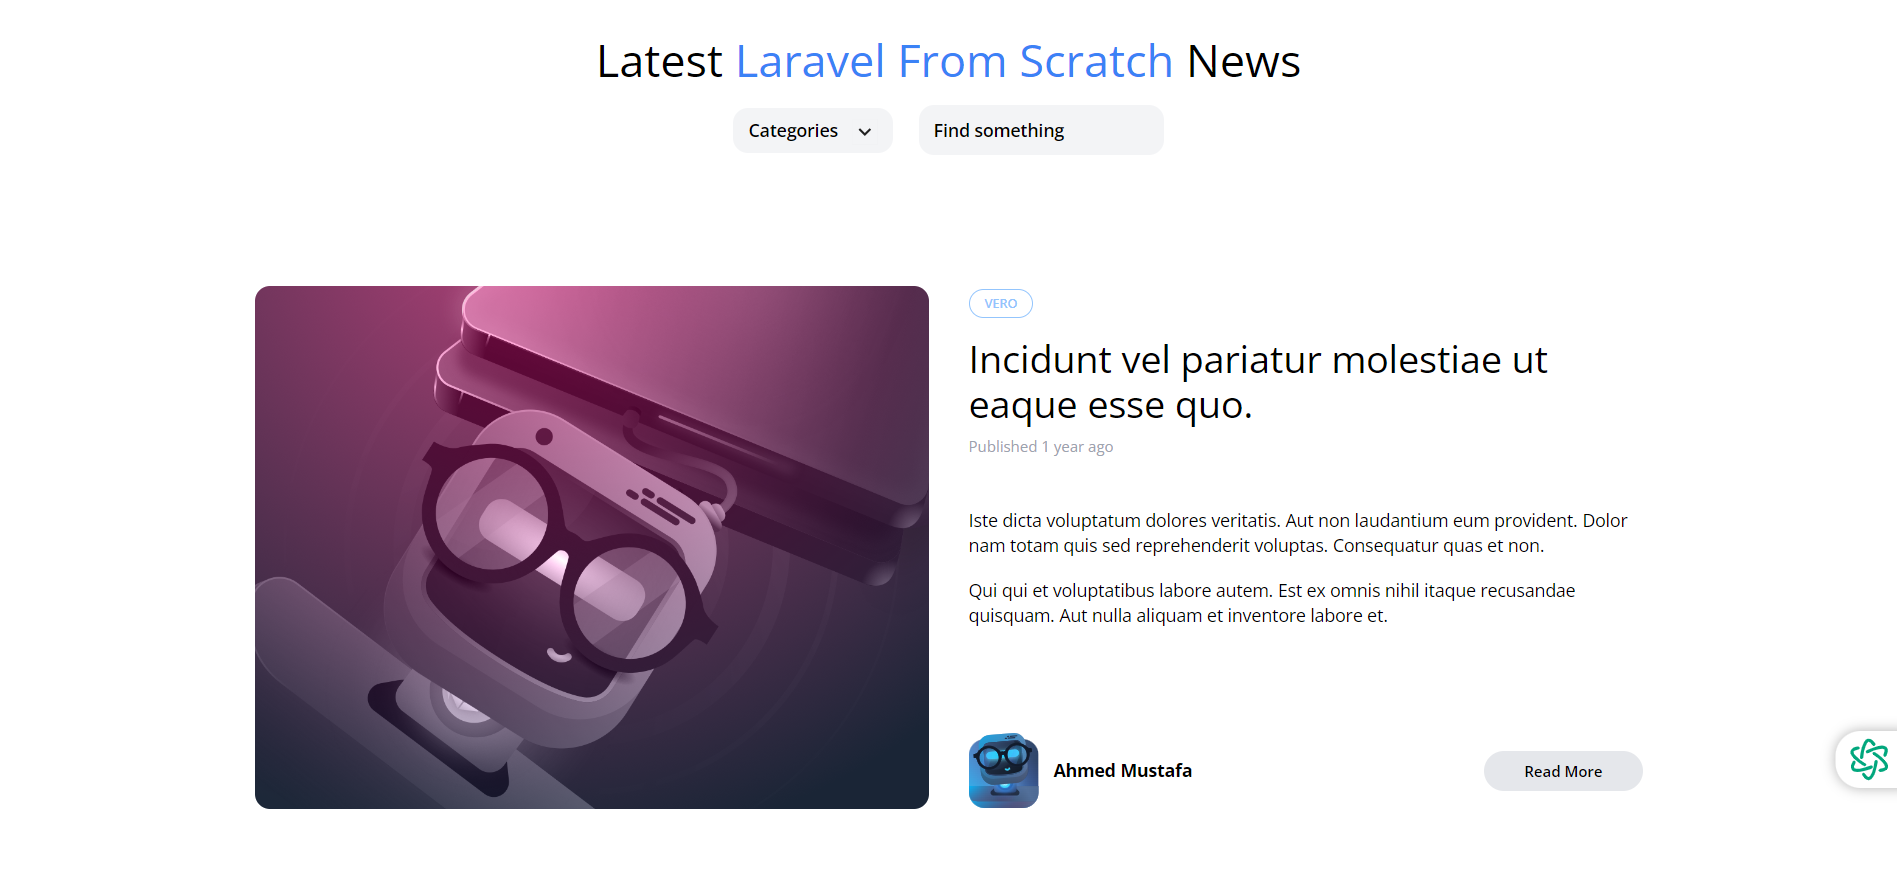 Latest Laravel From Scratch News
Categories
Find something
VERO
Incidunt vel pariatur molestiae ut
eaque esse quo.
Published 1 year ago
Iste dicta voluptatum dolores veritatis. Aut non laudantium eum provident. Dolor
nam totam quis sed reprehenderit voluptas. Consequatur quas et non.
Qui qui et voluptatibus labore autem. Est ex omnis nihil itaque recusandae
quisquam. Aut nulla aliquam et inventore labore et.
Ahmed Mustafa
Read More